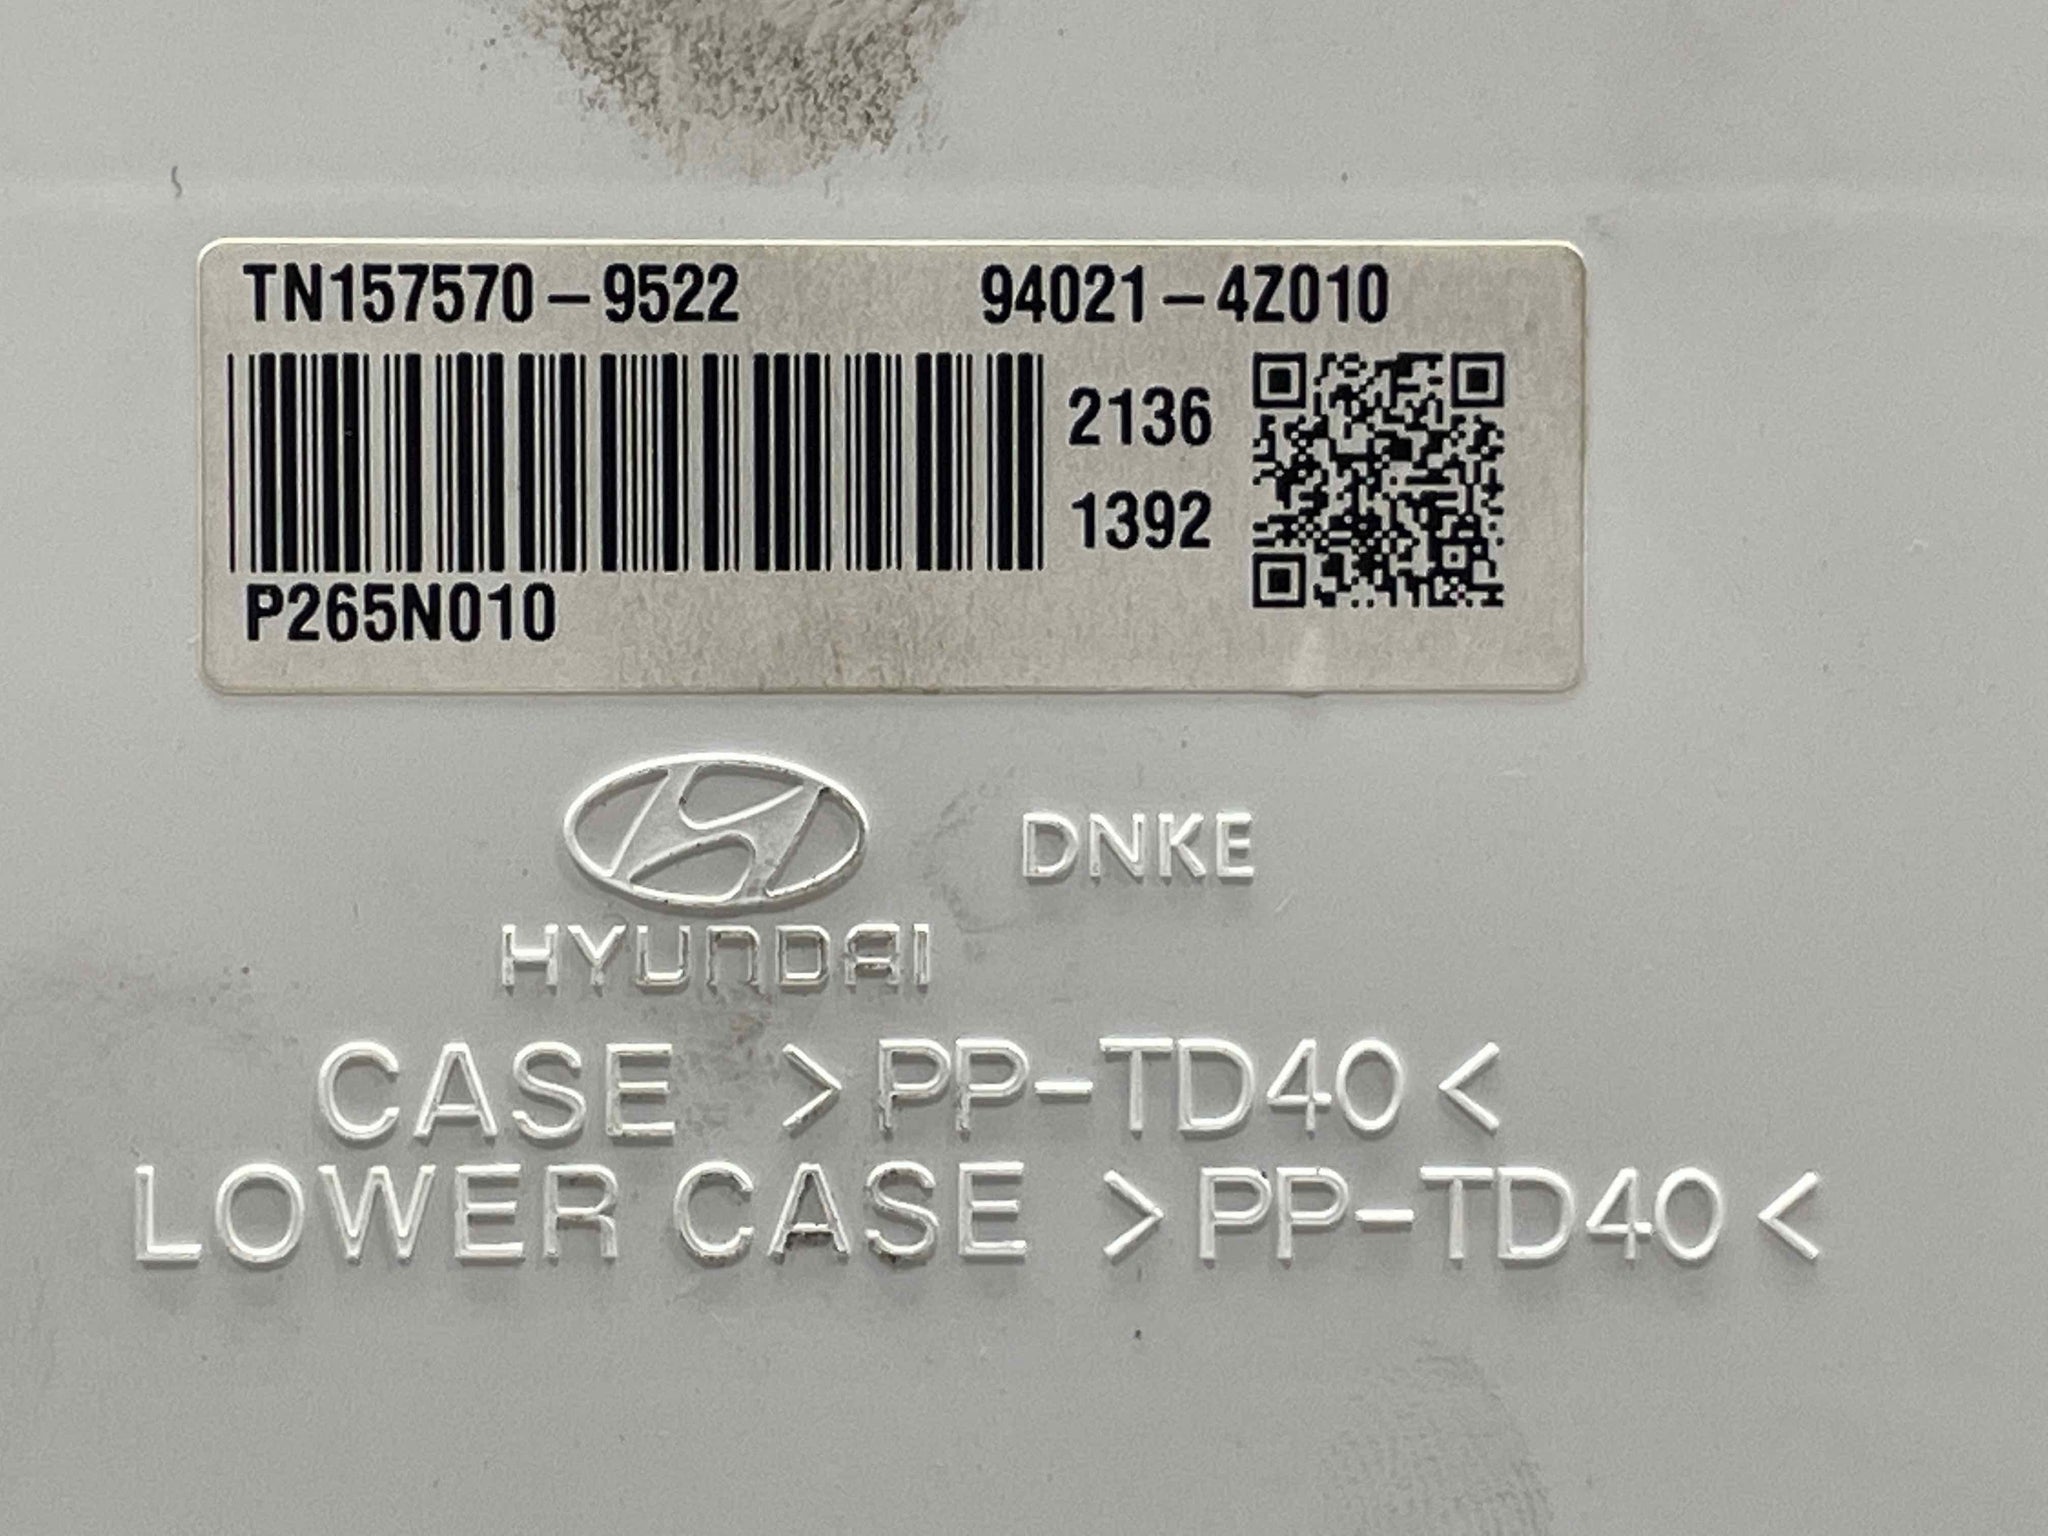 TN157570-9522 94021-4Z010
2136
1392
P265N010
DNKE
HYUNDAI
CASE >PP-TD40<
LOWER CASE >PP-TD40<